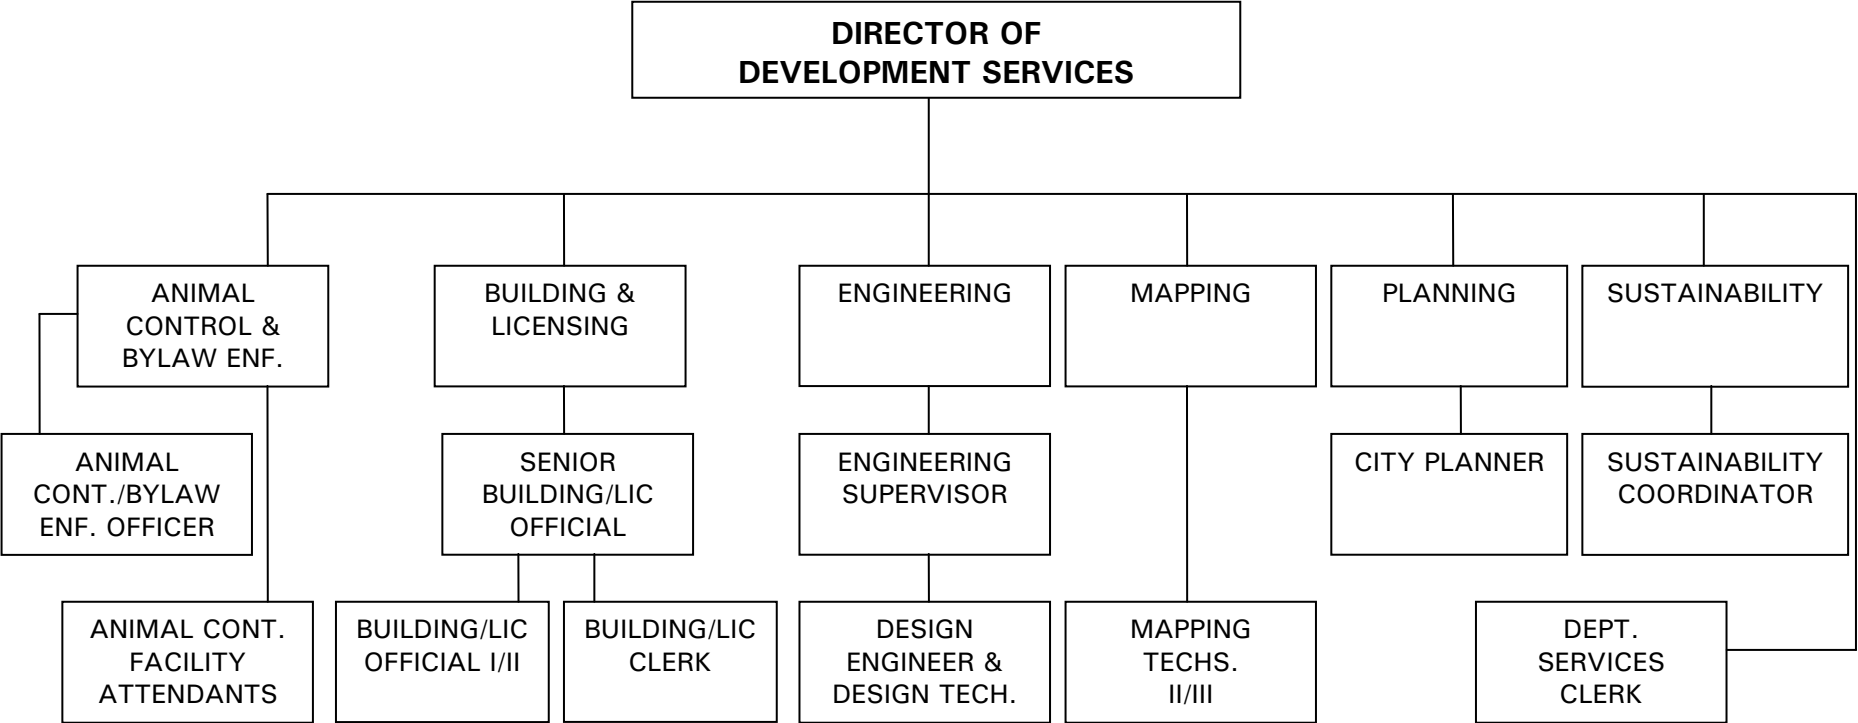 DIRECTOR OF
DEVELOPMENT SERVICES
ANIMAL
CONTROL &
BYLAW ENF.
BUILDING &
LICENSING
ENGINEERING
MAPPING
PLANNING
SUSTAINABILITY
ANIMAL
CONT./BYLAW
ENF. OFFICER
SENIOR
BUILDING/LIC
OFFICIAL
ENGINEERING
SUPERVISOR
CITY PLANNER
SUSTAINABILITY
COORDINATOR
ANIMAL CONT.
FACILITY
ATTENDANTS
BUILDING/LIC
OFFICIAL I/II
BUILDING/LIC
CLERK
DESIGN
ENGINEER &
DESIGN TECH.
MAPPING
TECHS.
II/III
DEPT.
SERVICES
CLERK